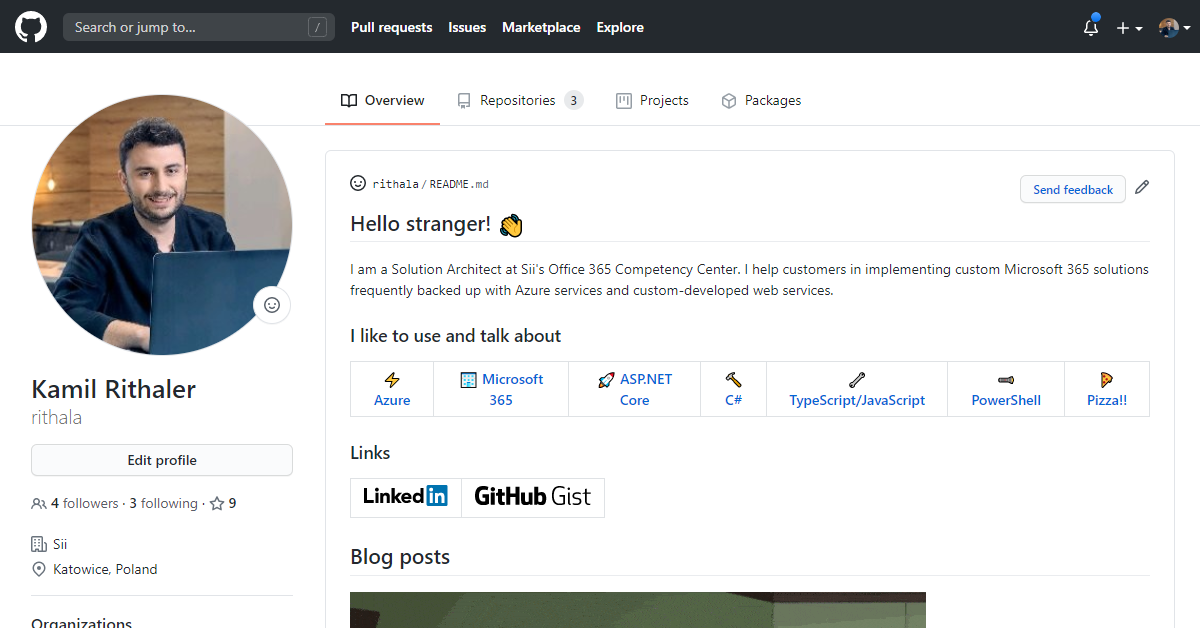 Search or jump to... /
Pull requests
Issues
Marketplace
Explore
Overview
Repositories 3
Projects
Packages
Kamil Rithaler
rithala
Edit profile
4 followers · 3 following · 9
Sii
Katowice, Poland
Organizations
rithala/README.md
Send feedback
Hello stranger! 👋
I am a Solution Architect at Sii's Office 365 Competency Center. I help customers in implementing custom Microsoft 365 solutions
frequently backed up with Azure services and custom-developed web services.
I like to use and talk about
⚡ Azure
🏢 Microsoft
365
🚀 ASP.NET
Core
🔨 C#
🔧 TypeScript/JavaScript
🔦 PowerShell
🍕 Pizza!!
Links
LinkedIn
GitHub Gist
Blog posts